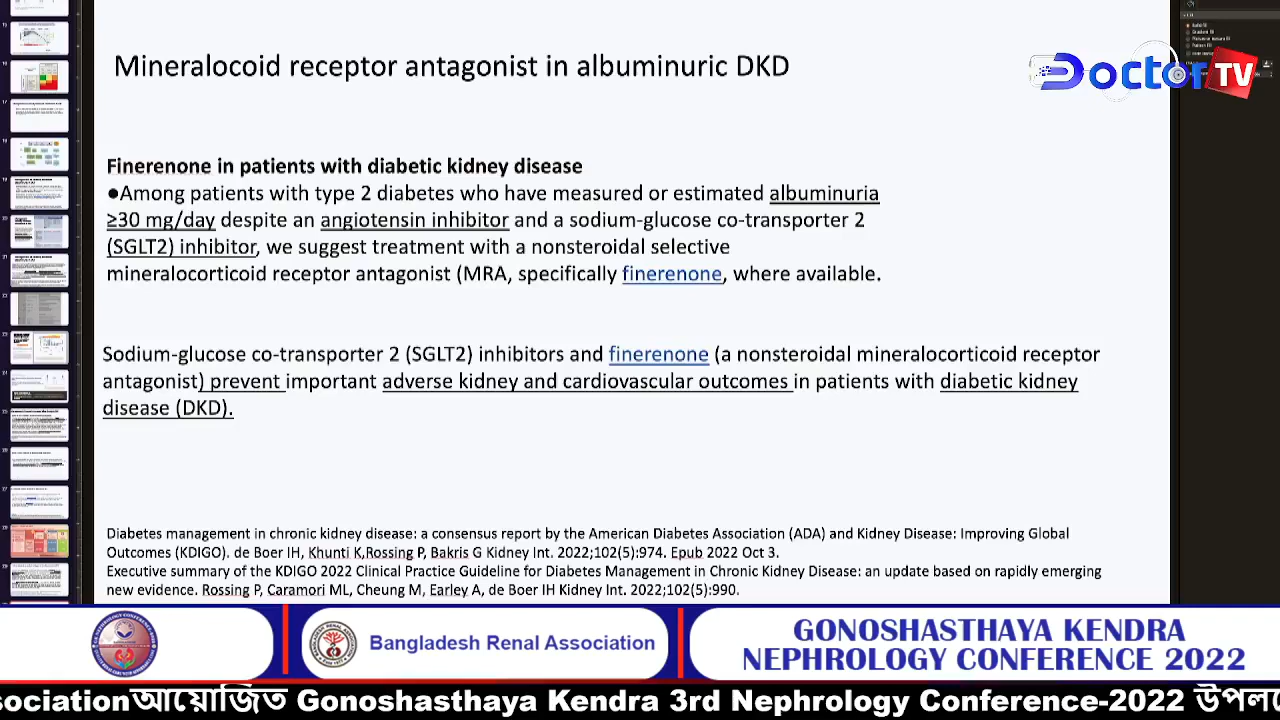 Mineralocoid receptor antagonist in albuminuric DKD
Doctor TV
Finerenone in patients with diabetic kidney disease
●Among patients with type 2 diabetes who have measured or estimated albuminuria
≥30 mg/day despite an angiotensin inhibitor and a sodium-glucose co-transporter 2
(SGLT2) inhibitor, we suggest treatment with a nonsteroidal selective
mineralocorticoid receptor antagonist (MRA, specifically finerenone, where available.
Sodium-glucose co-transporter 2 (SGLT2) inhibitors and finerenone (a nonsteroidal mineralocorticoid receptor
antagonist) prevent important adverse kidney and cardiovascular outcomes in patients with diabetic kidney
disease (DKD).
Diabetes management in chronic kidney disease: a consensus report by the American Diabetes Association (ADA) and Kidney Disease: Improving Global
Outcomes (KDIGO). de Boer IH, Khunti K,Rossing P, Bakris G Kidney Int. 2022;102(5):974. Epub 2022 Oct 3.
Executive summary of the KDIGO 2022 Clinical Practice Guideline for Diabetes Management in Chronic Kidney Disease: an update based on rapidly emerging
new evidence. Rossing P, Caramori ML, Cheung M, de Boer IH Kidney Int. 2022;102(5):990.
Bangladesh Renal Association
GONOSHASTHAYA KENDRA
NEPHROLOGY CONFERENCE 2022
sociationআয়োজিত Gonoshasthaya Kendra 3rd Nephrology Conference-2022